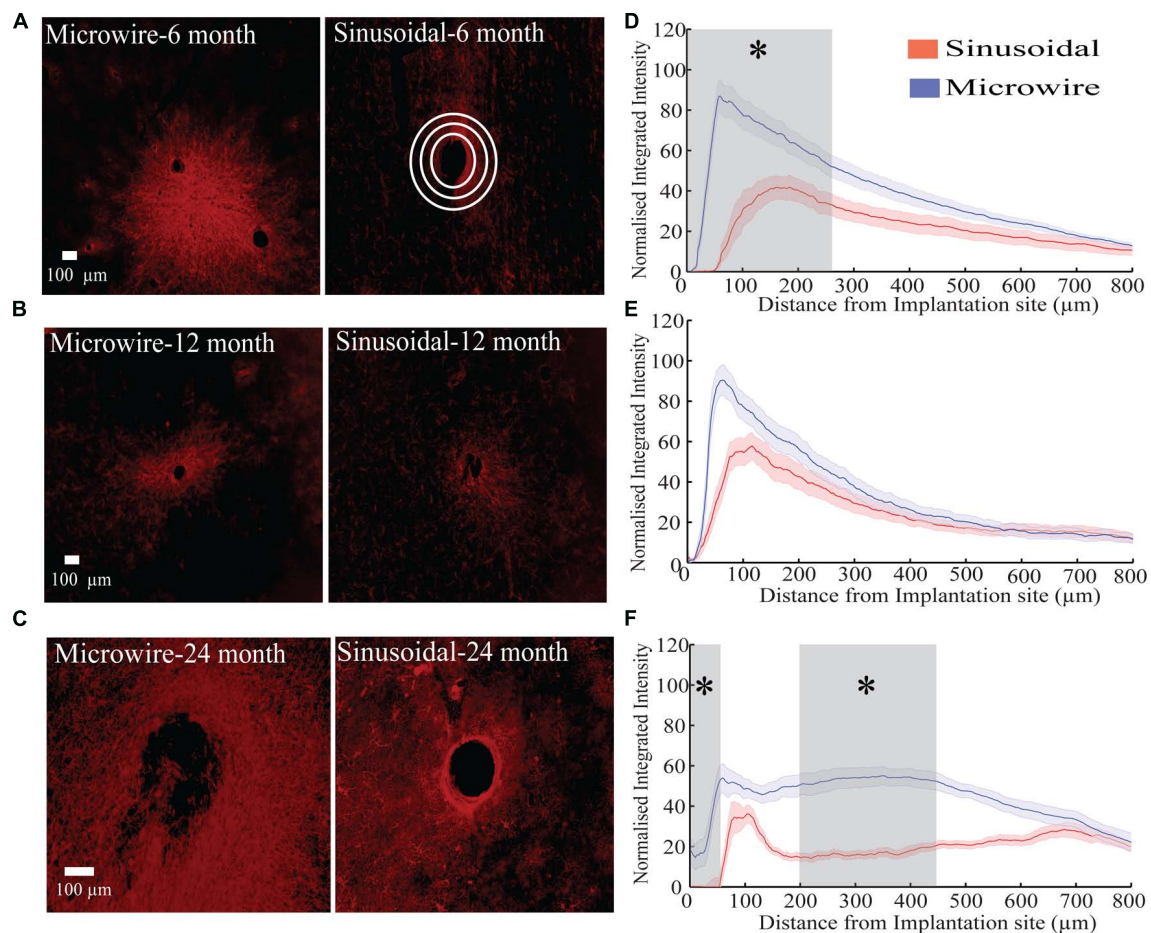 A
Microwire-6 month
Sinusoidal-6 month
100 µm
D
120
100
80
60
40
20
0
*
Sinusoidal
Microwire
Normalised Integrated Intensity
0 100 200 300 400 500 600 700 800
Distance from Implantation site (µm)
B
Microwire-12 month
Sinusoidal-12 month
100 µm
E
120
100
80
60
40
20
0
Normalised Integrated Intensity
0 100 200 300 400 500 600 700 800
Distance from Implantation site (µm)
C
Microwire-24 month
Sinusoidal-24 month
100 µm
F
120
100
80
60
40
20
0
* *
Normalised Integrated Intensity
0 100 200 300 400 500 600 700 800
Distance from Implantation site (µm)